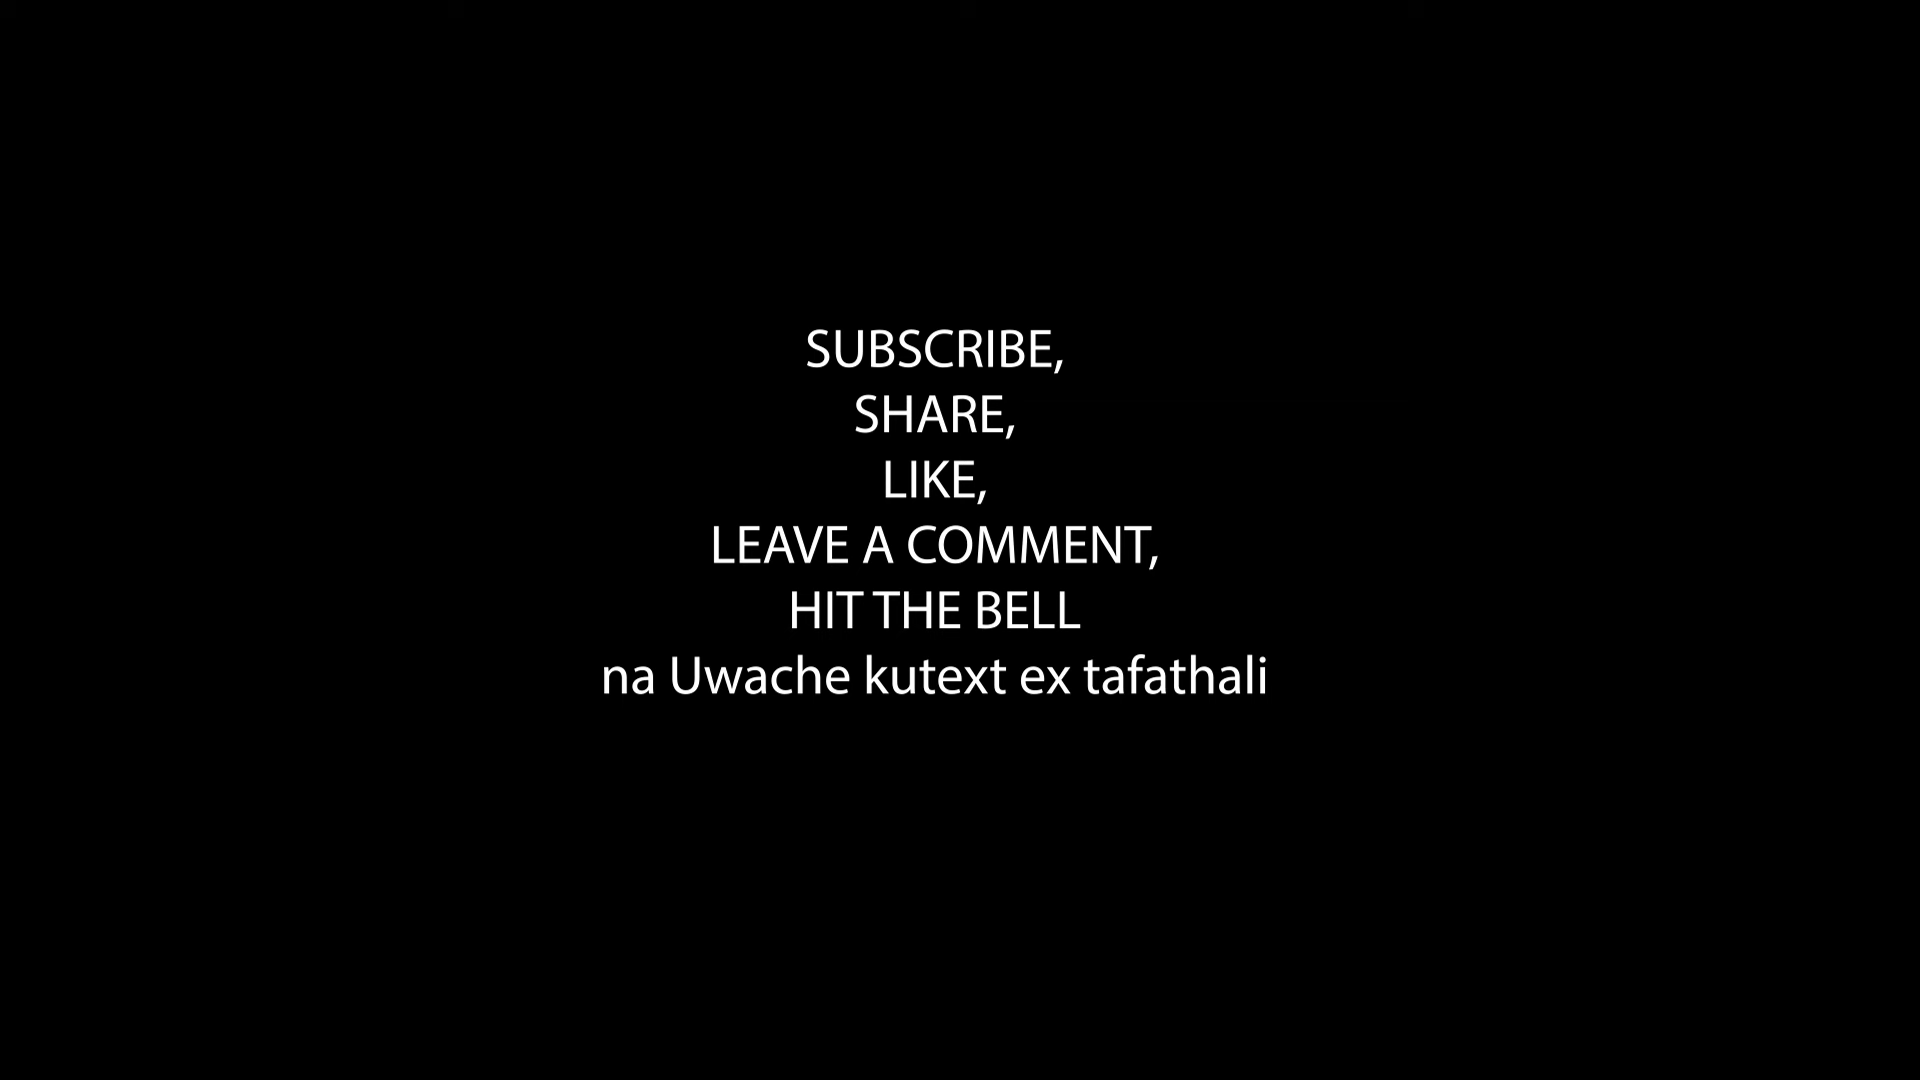 SUBSCRIBE,
SHARE,
LIKE,
LEAVE A COMMENT,
HIT THE BELL
na Uwache kutext ex tafathali